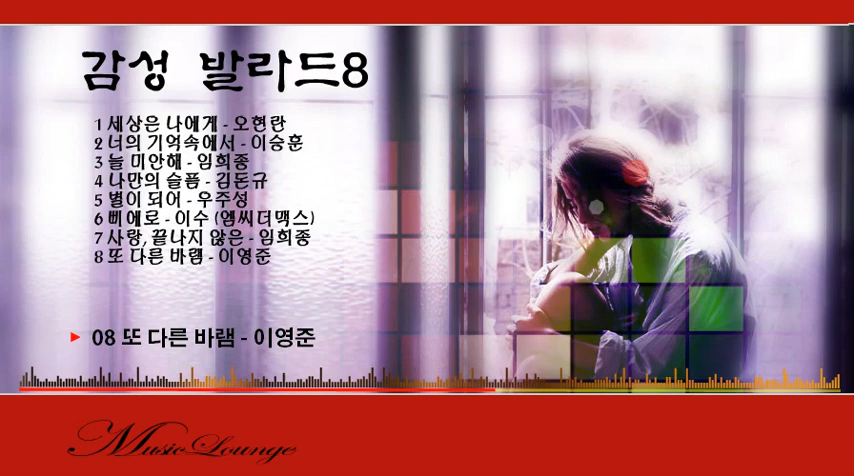 감성 발라드8
1 세상은 나에게 - 오현란
2 너의 기억속에서 - 이승훈
3 늘 미안해 - 임희종
4 나만의 슬픔 - 김돈규
5 별이 되어 - 우주성
6 삐에로 - 이수 (엠씨더맥스)
7 사랑, 끝나지 않은 - 임희종
8 또 다른 바램 - 이영준
08 또 다른 바램 - 이영준
MusicLounge